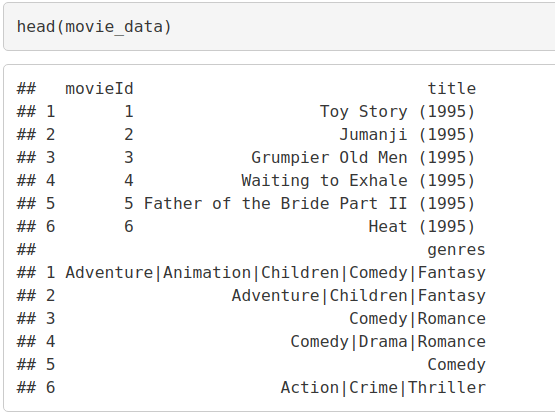 head(movie_data)
##   movieId                              title
## 1       1                   Toy Story (1995)
## 2       2                     Jumanji (1995)
## 3       3            Grumpier Old Men (1995)
## 4       4           Waiting to Exhale (1995)
## 5       5 Father of the Bride Part II (1995)
## 6       6                        Heat (1995)
##                                        genres
## 1 Adventure|Animation|Children|Comedy|Fantasy
## 2                  Adventure|Children|Fantasy
## 3                              Comedy|Romance
## 4                        Comedy|Drama|Romance
## 5                                      Comedy
## 6                       Action|Crime|Thriller